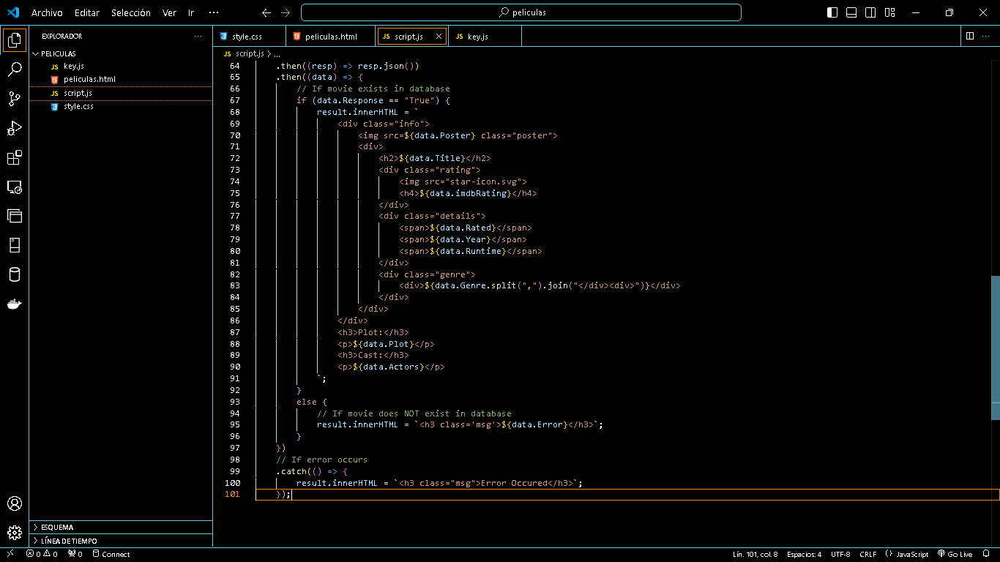 Archivo Editar Selección Ver Ir ···
peliculas
EXPLORADOR ···
PELICULAS
JS key.js
peliculas.html
JS script.js
style.css
ESQUEMA
LÍNEA DE TIEMPO
style.css peliculas.html JS script.js JS key.js ···
JS script.js > ...
64 .then((resp) => resp.json())
65 .then((data) => {
66 // If movie exists in database
67 if (data.Response == "True") {
68 result.innerHTML = `
69 <div class="info">
70 <img src=${data.Poster} class="poster">
71 <div>
72 <h2>${data.Title}</h2>
73 <div class="rating">
74 <img src="star-icon.svg">
75 <h4>${data.imdbRating}</h4>
76 </div>
77 <div class="details">
78 <span>${data.Rated}</span>
79 <span>${data.Year}</span>
80 <span>${data.Runtime}</span>
81 </div>
82 <div class="genre">
83 <div>${data.Genre.split(",").join("</div><div>")}</div>
84 </div>
85 </div>
86 </div>
87 <h3>Plot:</h3>
88 <p>${data.Plot}</p>
89 <h3>Cast:</h3>
90 <p>${data.Actors}</p>
91 `;
92 }
93 else {
94 // If movie does NOT exist in database
95 result.innerHTML = `<h3 class='msg'>${data.Error}</h3>`;
96 }
97 })
98 // If error occurs
99 .catch(() => {
100 result.innerHTML = `<h3 class="msg">Error Occured</h3>`;
101 });
0 0 0 Connect Lín. 101, col. 8 Espacios: 4 UTF-8 CRLF JavaScript Go Live